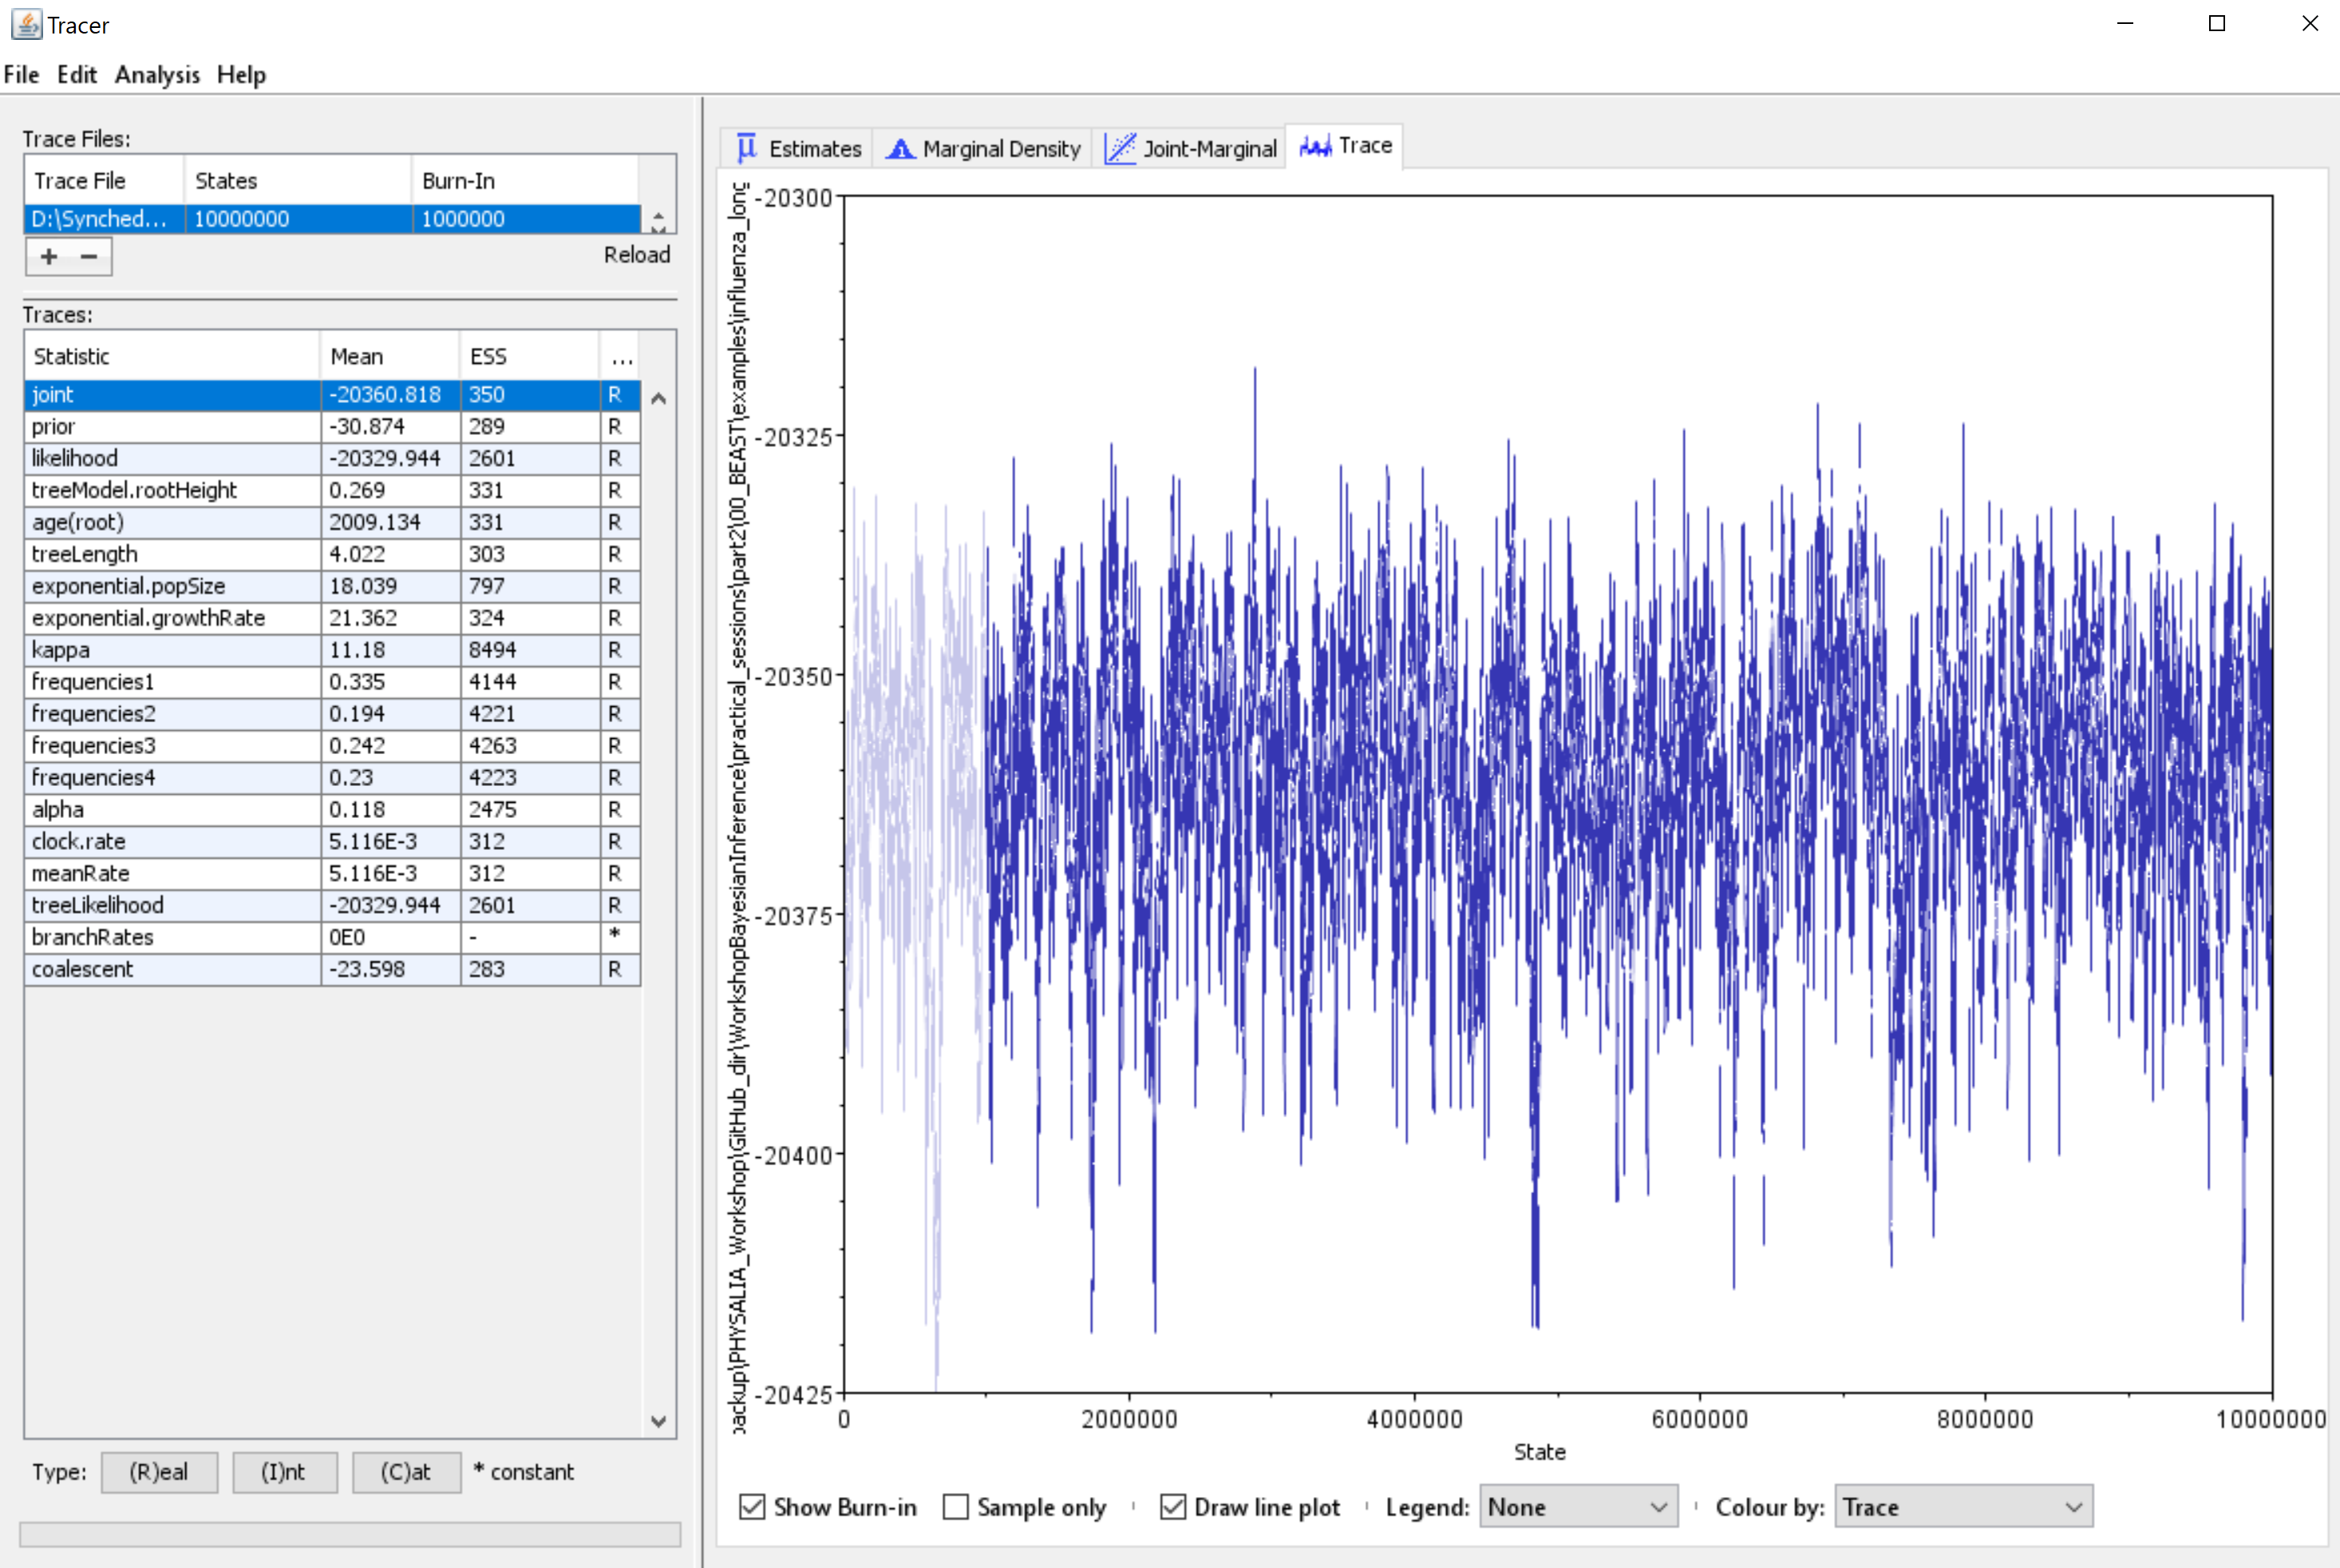 Tracer
File Edit Analysis Help
Trace Files:
Trace File States Burn-In
D:\Synched... 10000000 1000000
+ − Reload
Traces:
Statistic Mean ESS ...
joint -20360.818 350 R
prior -30.874 289 R
likelihood -20329.944 2601 R
treeModel.rootHeight 0.269 331 R
age(root) 2009.134 331 R
treeLength 4.022 303 R
exponential.popSize 18.039 797 R
exponential.growthRate 21.362 324 R
kappa 11.18 8494 R
frequencies1 0.335 4144 R
frequencies2 0.194 4221 R
frequencies3 0.242 4263 R
frequencies4 0.23 4223 R
alpha 0.118 2475 R
clock.rate 5.116E-3 312 R
meanRate 5.116E-3 312 R
treeLikelihood -20329.944 2601 R
branchRates 0E0 - *
coalescent -23.598 283 R
Type: (R)eal (I)nt (C)at * constant
μ Estimates Marginal Density Joint-Marginal Trace
backup\PHYSALIA_Workshop\GitHub_dir\WorkshopBayesianInference\practical_sessions\part2\00_BEAST\examples\influenza_long
-20300
-20325
-20350
-20375
-20400
-20425
0 2000000 4000000 6000000 8000000 10000000
State
Show Burn-in Sample only Draw line plot Legend: None Colour by: Trace